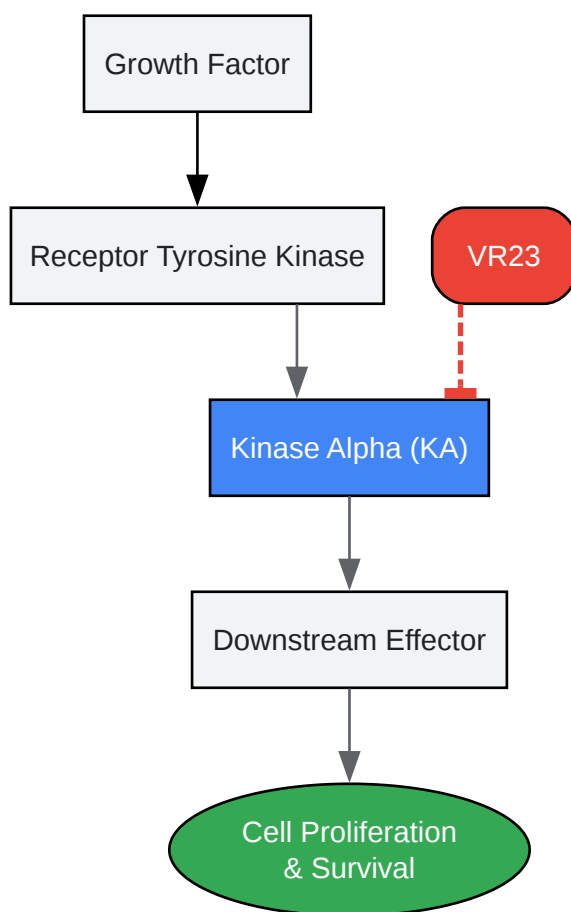 Growth Factor
Receptor Tyrosine Kinase
VR23
Kinase Alpha (KA)
Downstream Effector
Cell Proliferation
& Survival